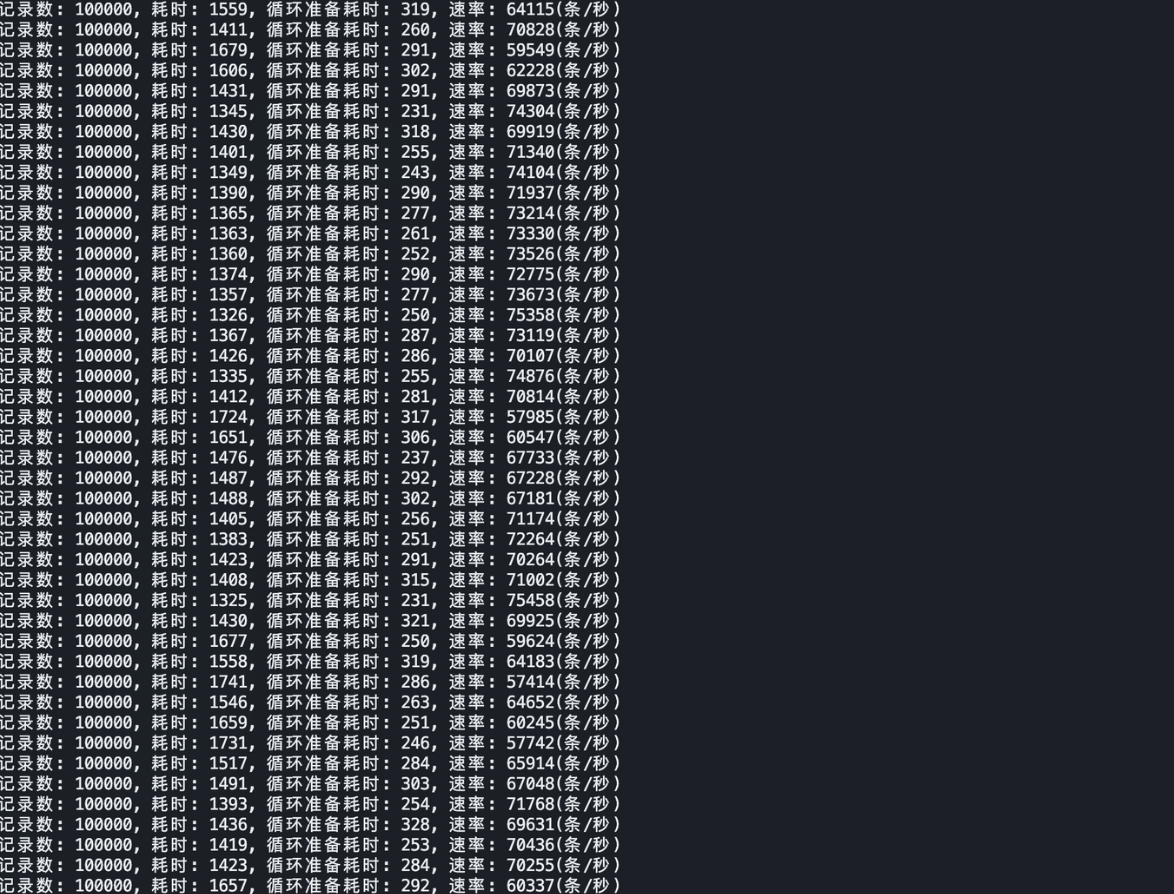 记录数: 100000, 耗时: 1559, 循环准备耗时: 319, 速率: 64115(条/秒)
记录数: 100000, 耗时: 1411, 循环准备耗时: 260, 速率: 70828(条/秒)
记录数: 100000, 耗时: 1679, 循环准备耗时: 291, 速率: 59549(条/秒)
记录数: 100000, 耗时: 1606, 循环准备耗时: 302, 速率: 62228(条/秒)
记录数: 100000, 耗时: 1431, 循环准备耗时: 291, 速率: 69873(条/秒)
记录数: 100000, 耗时: 1345, 循环准备耗时: 231, 速率: 74304(条/秒)
记录数: 100000, 耗时: 1430, 循环准备耗时: 318, 速率: 69919(条/秒)
记录数: 100000, 耗时: 1401, 循环准备耗时: 255, 速率: 71340(条/秒)
记录数: 100000, 耗时: 1349, 循环准备耗时: 243, 速率: 74104(条/秒)
记录数: 100000, 耗时: 1390, 循环准备耗时: 290, 速率: 71937(条/秒)
记录数: 100000, 耗时: 1365, 循环准备耗时: 277, 速率: 73214(条/秒)
记录数: 100000, 耗时: 1363, 循环准备耗时: 261, 速率: 73330(条/秒)
记录数: 100000, 耗时: 1360, 循环准备耗时: 252, 速率: 73526(条/秒)
记录数: 100000, 耗时: 1374, 循环准备耗时: 290, 速率: 72775(条/秒)
记录数: 100000, 耗时: 1357, 循环准备耗时: 277, 速率: 73673(条/秒)
记录数: 100000, 耗时: 1326, 循环准备耗时: 250, 速率: 75358(条/秒)
记录数: 100000, 耗时: 1367, 循环准备耗时: 287, 速率: 73119(条/秒)
记录数: 100000, 耗时: 1426, 循环准备耗时: 286, 速率: 70107(条/秒)
记录数: 100000, 耗时: 1335, 循环准备耗时: 255, 速率: 74876(条/秒)
记录数: 100000, 耗时: 1412, 循环准备耗时: 281, 速率: 70814(条/秒)
记录数: 100000, 耗时: 1724, 循环准备耗时: 317, 速率: 57985(条/秒)
记录数: 100000, 耗时: 1651, 循环准备耗时: 306, 速率: 60547(条/秒)
记录数: 100000, 耗时: 1476, 循环准备耗时: 237, 速率: 67733(条/秒)
记录数: 100000, 耗时: 1487, 循环准备耗时: 292, 速率: 67228(条/秒)
记录数: 100000, 耗时: 1488, 循环准备耗时: 302, 速率: 67181(条/秒)
记录数: 100000, 耗时: 1405, 循环准备耗时: 256, 速率: 71174(条/秒)
记录数: 100000, 耗时: 1383, 循环准备耗时: 251, 速率: 72264(条/秒)
记录数: 100000, 耗时: 1423, 循环准备耗时: 291, 速率: 70264(条/秒)
记录数: 100000, 耗时: 1408, 循环准备耗时: 315, 速率: 71002(条/秒)
记录数: 100000, 耗时: 1325, 循环准备耗时: 231, 速率: 75458(条/秒)
记录数: 100000, 耗时: 1430, 循环准备耗时: 321, 速率: 69925(条/秒)
记录数: 100000, 耗时: 1677, 循环准备耗时: 250, 速率: 59624(条/秒)
记录数: 100000, 耗时: 1558, 循环准备耗时: 319, 速率: 64183(条/秒)
记录数: 100000, 耗时: 1741, 循环准备耗时: 286, 速率: 57414(条/秒)
记录数: 100000, 耗时: 1546, 循环准备耗时: 263, 速率: 64652(条/秒)
记录数: 100000, 耗时: 1659, 循环准备耗时: 251, 速率: 60245(条/秒)
记录数: 100000, 耗时: 1731, 循环准备耗时: 246, 速率: 57742(条/秒)
记录数: 100000, 耗时: 1517, 循环准备耗时: 284, 速率: 65914(条/秒)
记录数: 100000, 耗时: 1491, 循环准备耗时: 303, 速率: 67048(条/秒)
记录数: 100000, 耗时: 1393, 循环准备耗时: 254, 速率: 71768(条/秒)
记录数: 100000, 耗时: 1436, 循环准备耗时: 328, 速率: 69631(条/秒)
记录数: 100000, 耗时: 1419, 循环准备耗时: 253, 速率: 70436(条/秒)
记录数: 100000, 耗时: 1423, 循环准备耗时: 284, 速率: 70255(条/秒)
记录数: 100000, 耗时: 1657, 循环准备耗时: 292, 速率: 60337(条/秒)